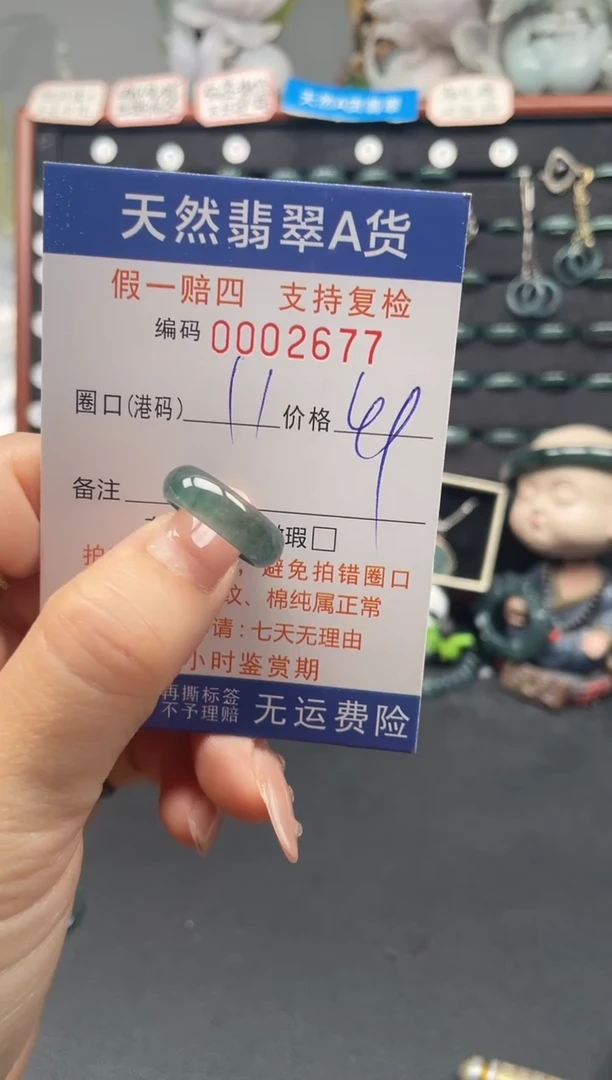 天然翡翠A货
假一赔四 支持复检
编码 0002677
圈口(港码) 11 价格
备注
瑕□
拍 ，避免拍错圈口
纹、棉纯属正常
请：七天无理由
小时鉴赏期
再撕标签
不予理赔 无运费险